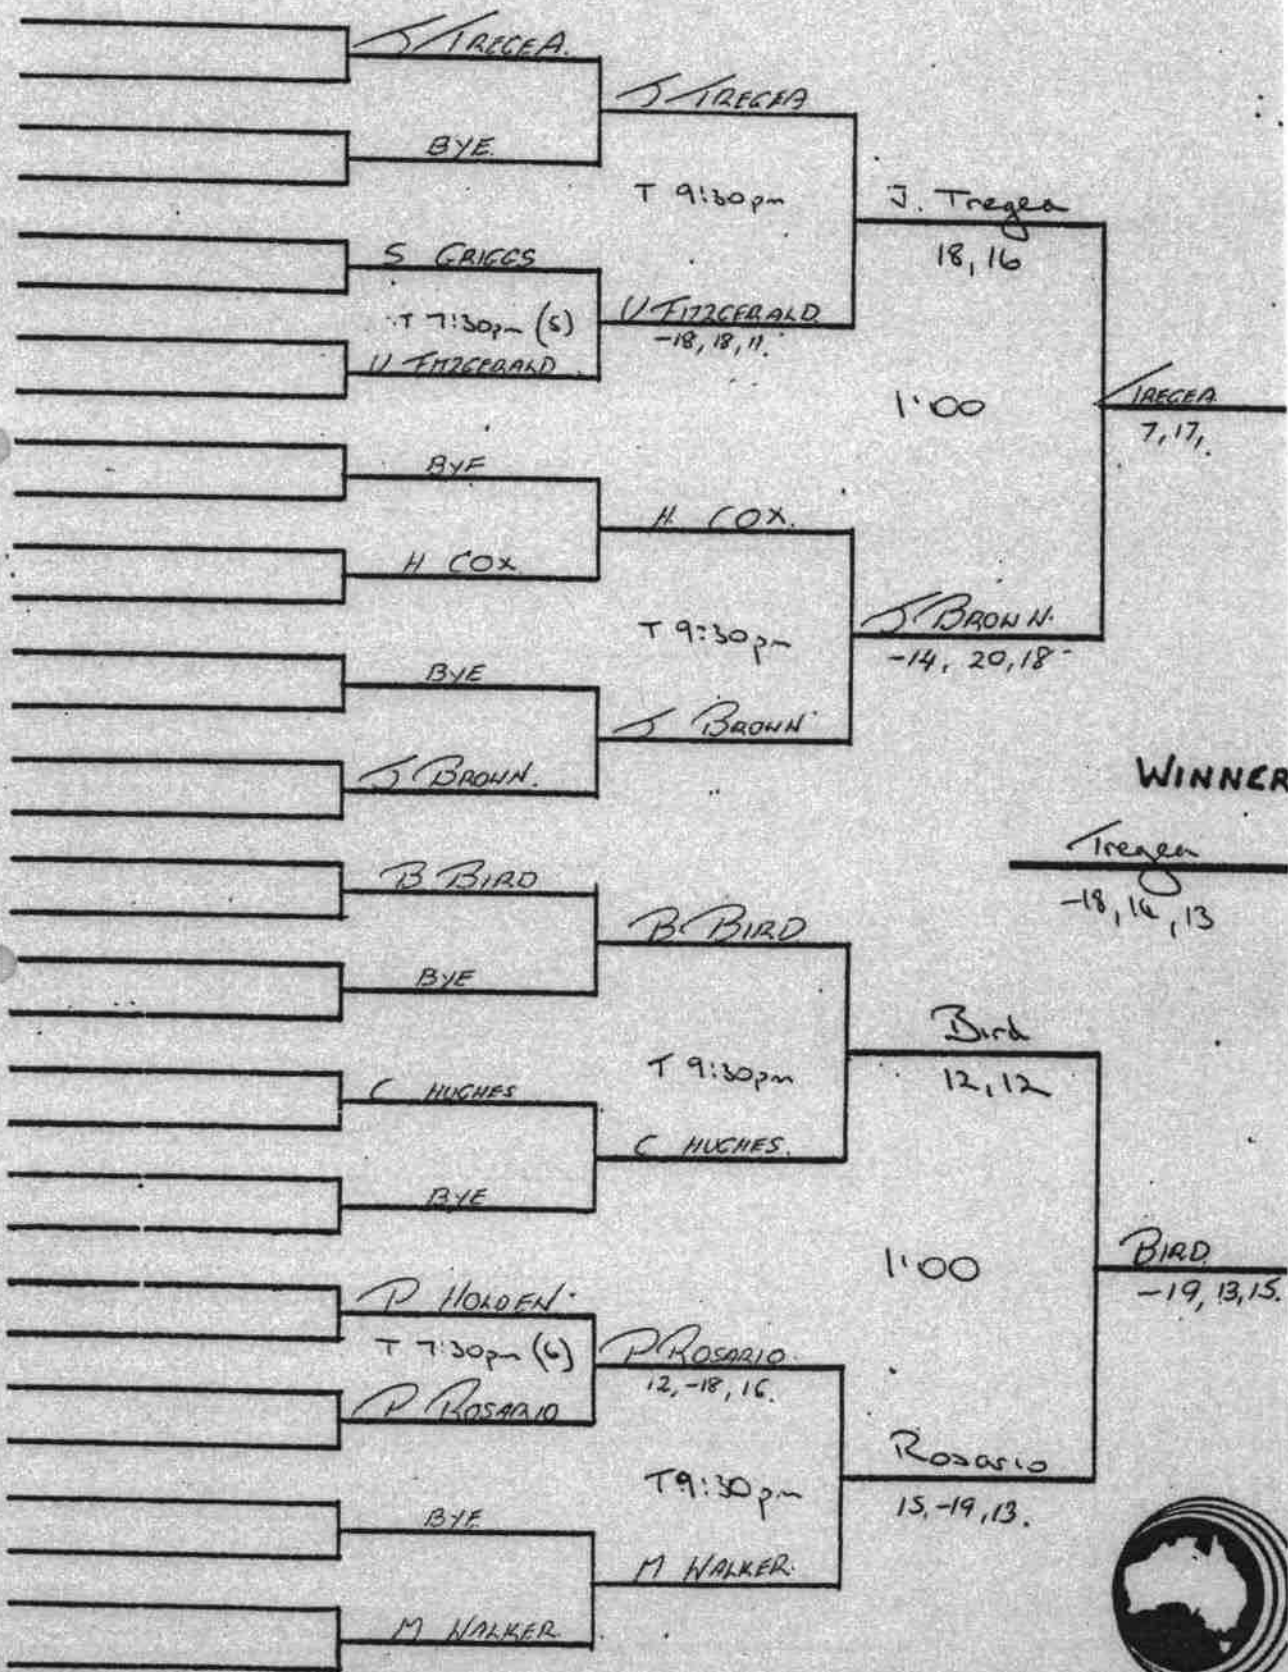 J TREGEA.
BYE.
S GRIGGS
T 7:30pm (5)
V FITZGERALD
BYE
H COX
BYE
J BROWN.
B BIRD
BYE
C HUGHES
BYE
P HOLDEN
T 7:30pm (6)
P ROSARIO
BYE
M WALKER
J TREGEA
T 9:30pm
V FITZGERALD.
-18, 18, 11.
H. COX.
T 9:30pm
J BROWN
B. BIRD
T 9:30pm
C HUGHES.
P ROSARIO.
12, -18, 16.
T 9:30pm
M WALKER.
J. Tregea
18, 16
1:00
J BROWN.
-14, 20, 18
Bird
12, 12
1:00
Rosario
15, -19, 13.
TREGEA
7, 17,
WINNER
Tregea
-18, 14, 13
BIRD
-19, 13, 15.